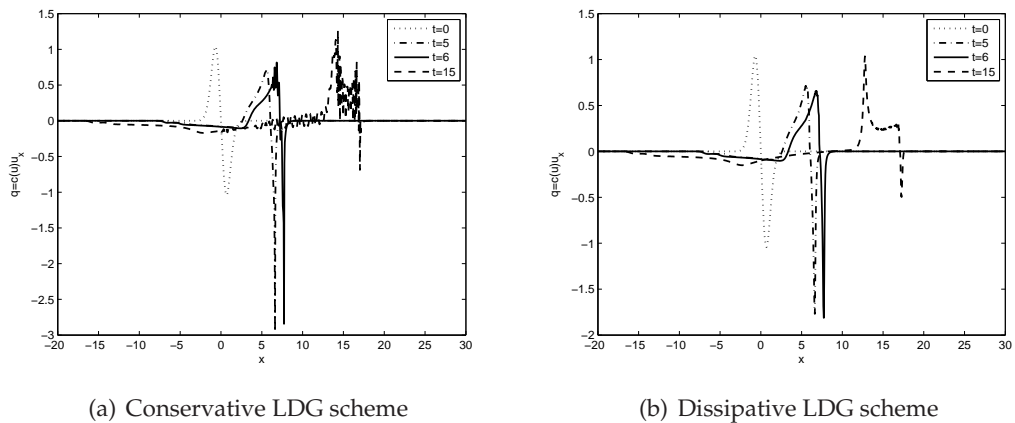 1.5
1
0.5
0
−0.5
−1
−1.5
−2
−2.5
−3
q=c(u)u_x
−20 −15 −10 −5 0 5 10 15 20 25 30
x
t=0
t=5
t=6
t=15
(a) Conservative LDG scheme
1.5
1
0.5
0
−0.5
−1
−1.5
−2
q=c(u)u_x
−20 −15 −10 −5 0 5 10 15 20 25 30
x
t=0
t=5
t=6
t=15
(b) Dissipative LDG scheme